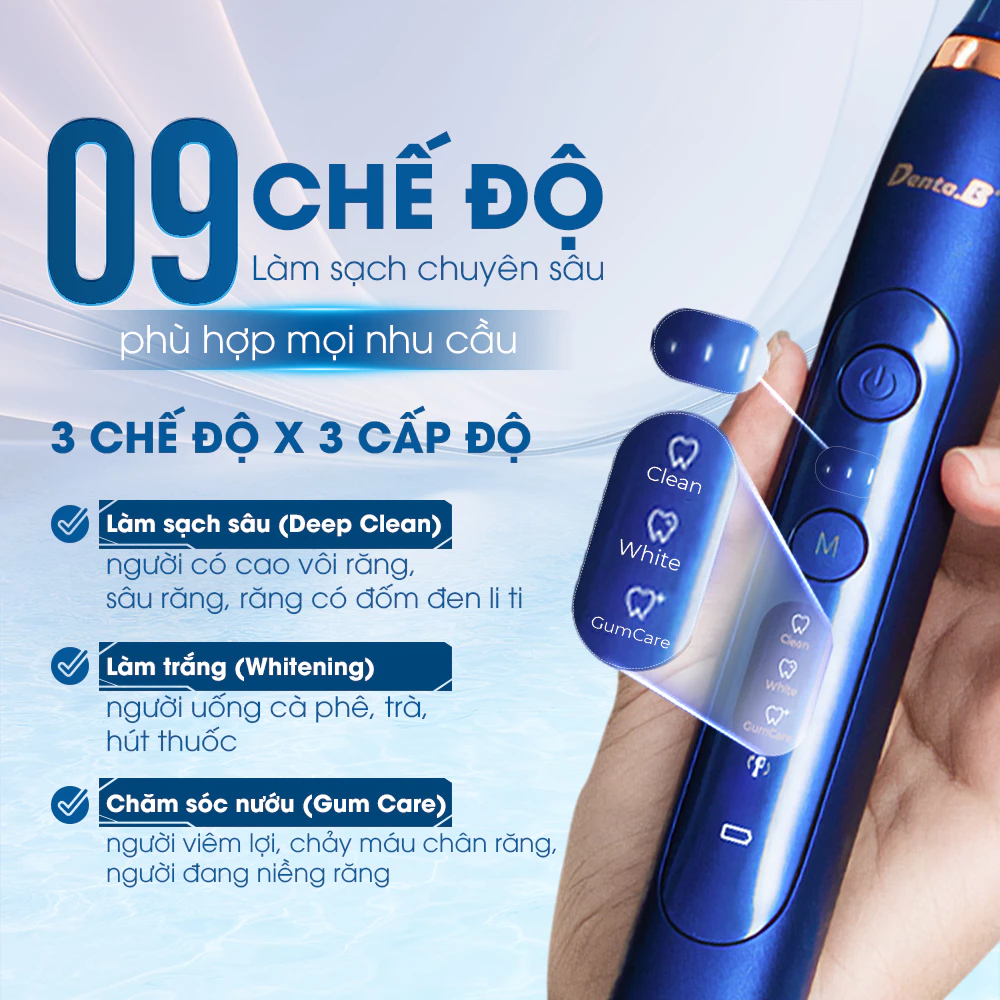 09 CHẾ ĐỘ
Làm sạch chuyên sâu
phù hợp mọi nhu cầu
3 CHẾ ĐỘ X 3 CẤP ĐỘ
Làm sạch sâu (Deep Clean)
người có cao vôi răng,
sâu răng, răng có đốm đen li ti
Làm trắng (Whitening)
người uống cà phê, trà,
hút thuốc
Chăm sóc nướu (Gum Care)
người viêm lợi, chảy máu chân răng,
người đang niềng răng
Dento.B
Clean
White
GumCare
M
Clean
White
GumCare